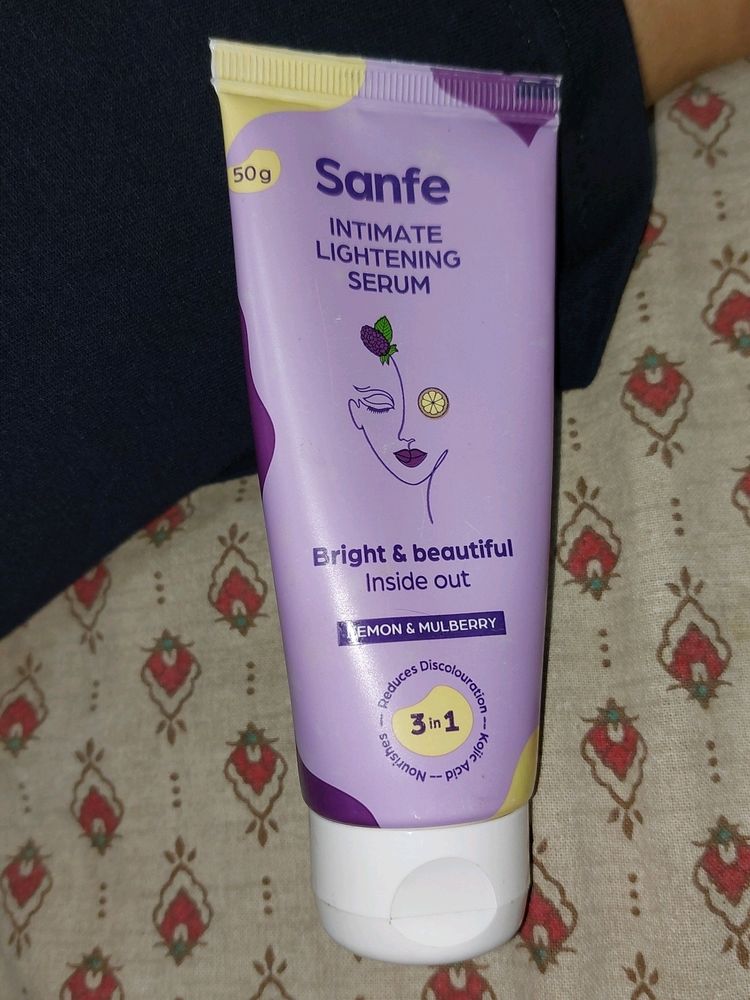 50g
Sanfe
INTIMATE
LIGHTENING
SERUM
Bright & beautiful
Inside out
LEMON & MULBERRY
Reduces Discolouration -- Kojic Acid -- Nourishes --
3 in 1